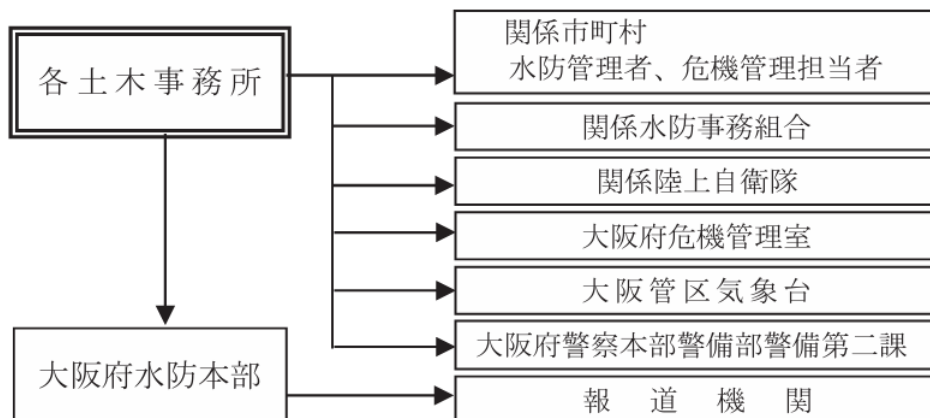 各土木事務所
関係市町村
水防管理者、危機管理担当者
関係水防事務組合
関係陸上自衛隊
大阪府危機管理室
大阪管区気象台
大阪府警察本部警備部警備第二課
大阪府水防本部
報道機関